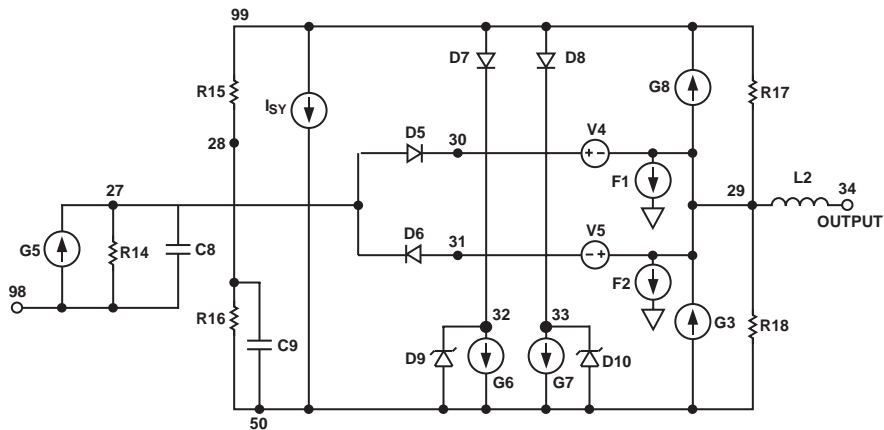 99
D7
D8
R15
I_SY
G8
R17
D5
30
V4
28
F1
27
29
L2
34
OUTPUT
G5
R14
C8
D6
31
V5
F2
98
R16
C9
32
33
G3
R18
D9
G6
G7
D10
50